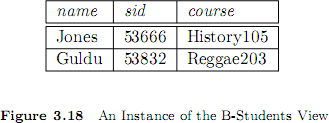 name sid course
Jones 53666 History105
Guldu 53832 Reggae203
Figure 3.18 An Instance of the B-Students View